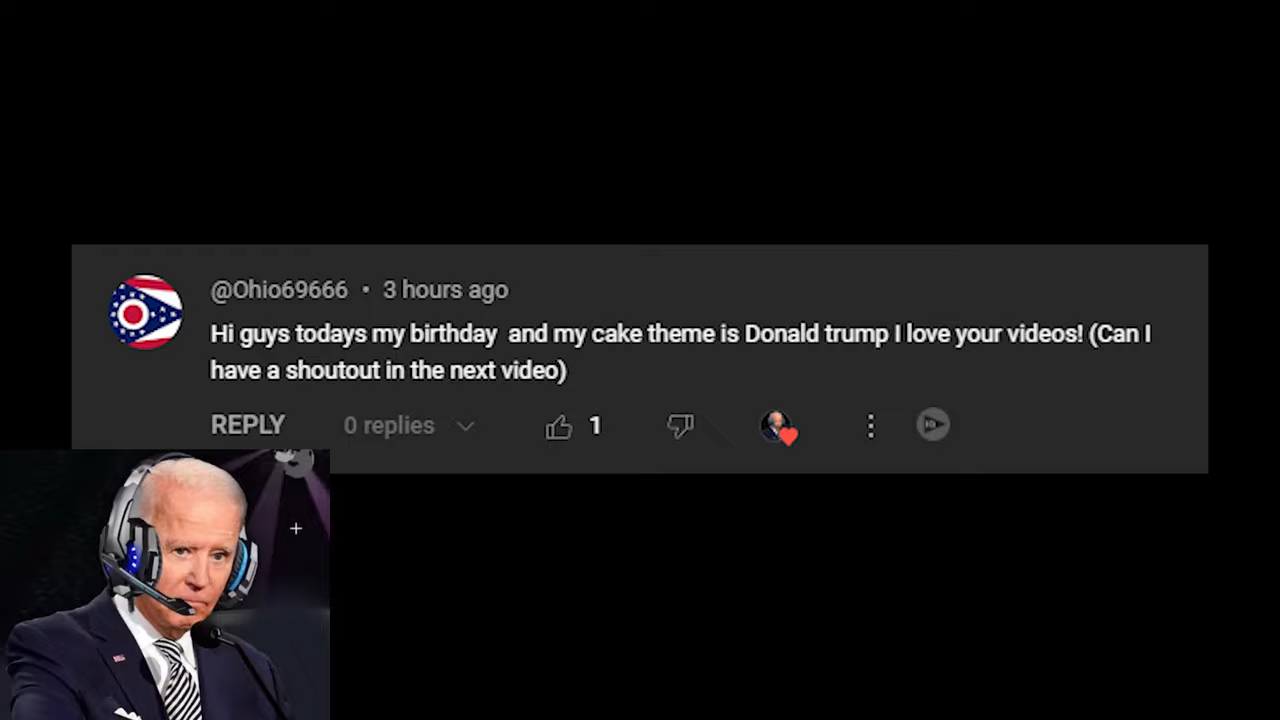 @Ohio69666 • 3 hours ago
Hi guys todays my birthday  and my cake theme is Donald trump I love your videos! (Can I
have a shoutout in the next video)
REPLY 0 replies 1